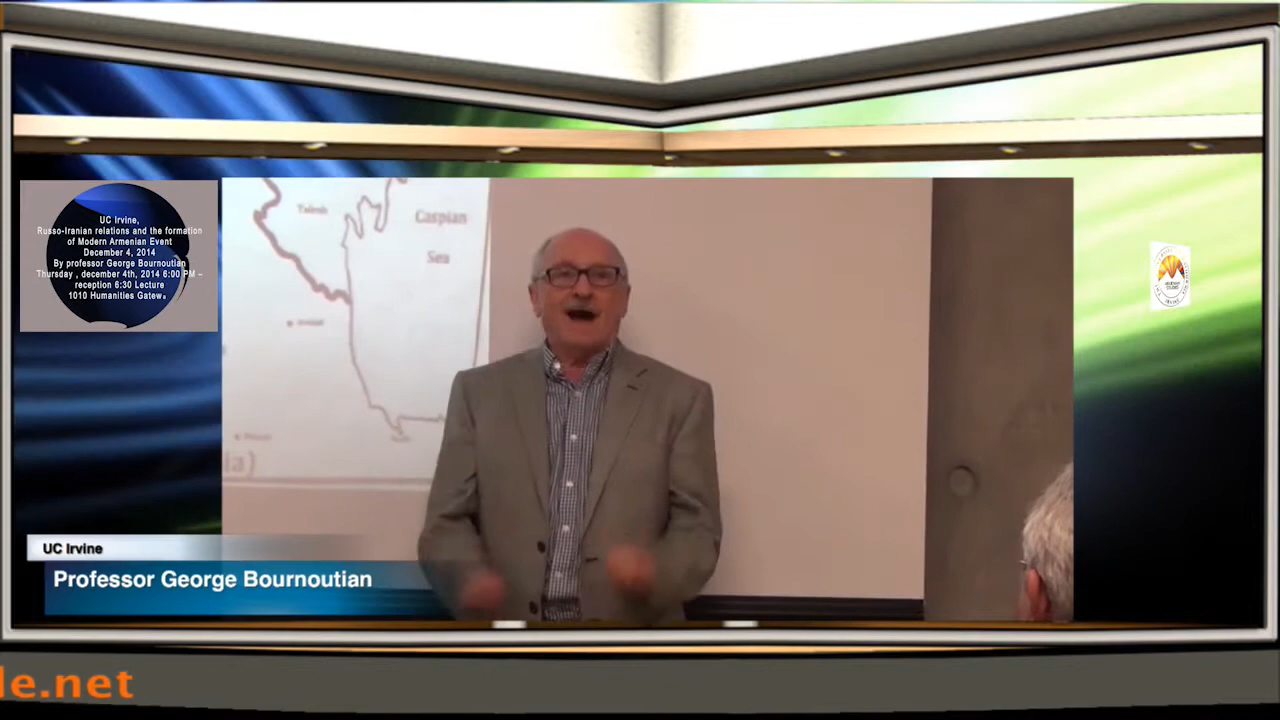 UC Irvine,
Russo-Iranian relations and the formation
of Modern Armenian Event
December 4, 2014
By professor George Bournoutian
Thursday , december 4th, 2014 6:00 PM –
reception 6:30 Lecture
1010 Humanities Gatew
Talesh
Caspian
Sea
UC Irvine
Professor George Bournoutian
le.net